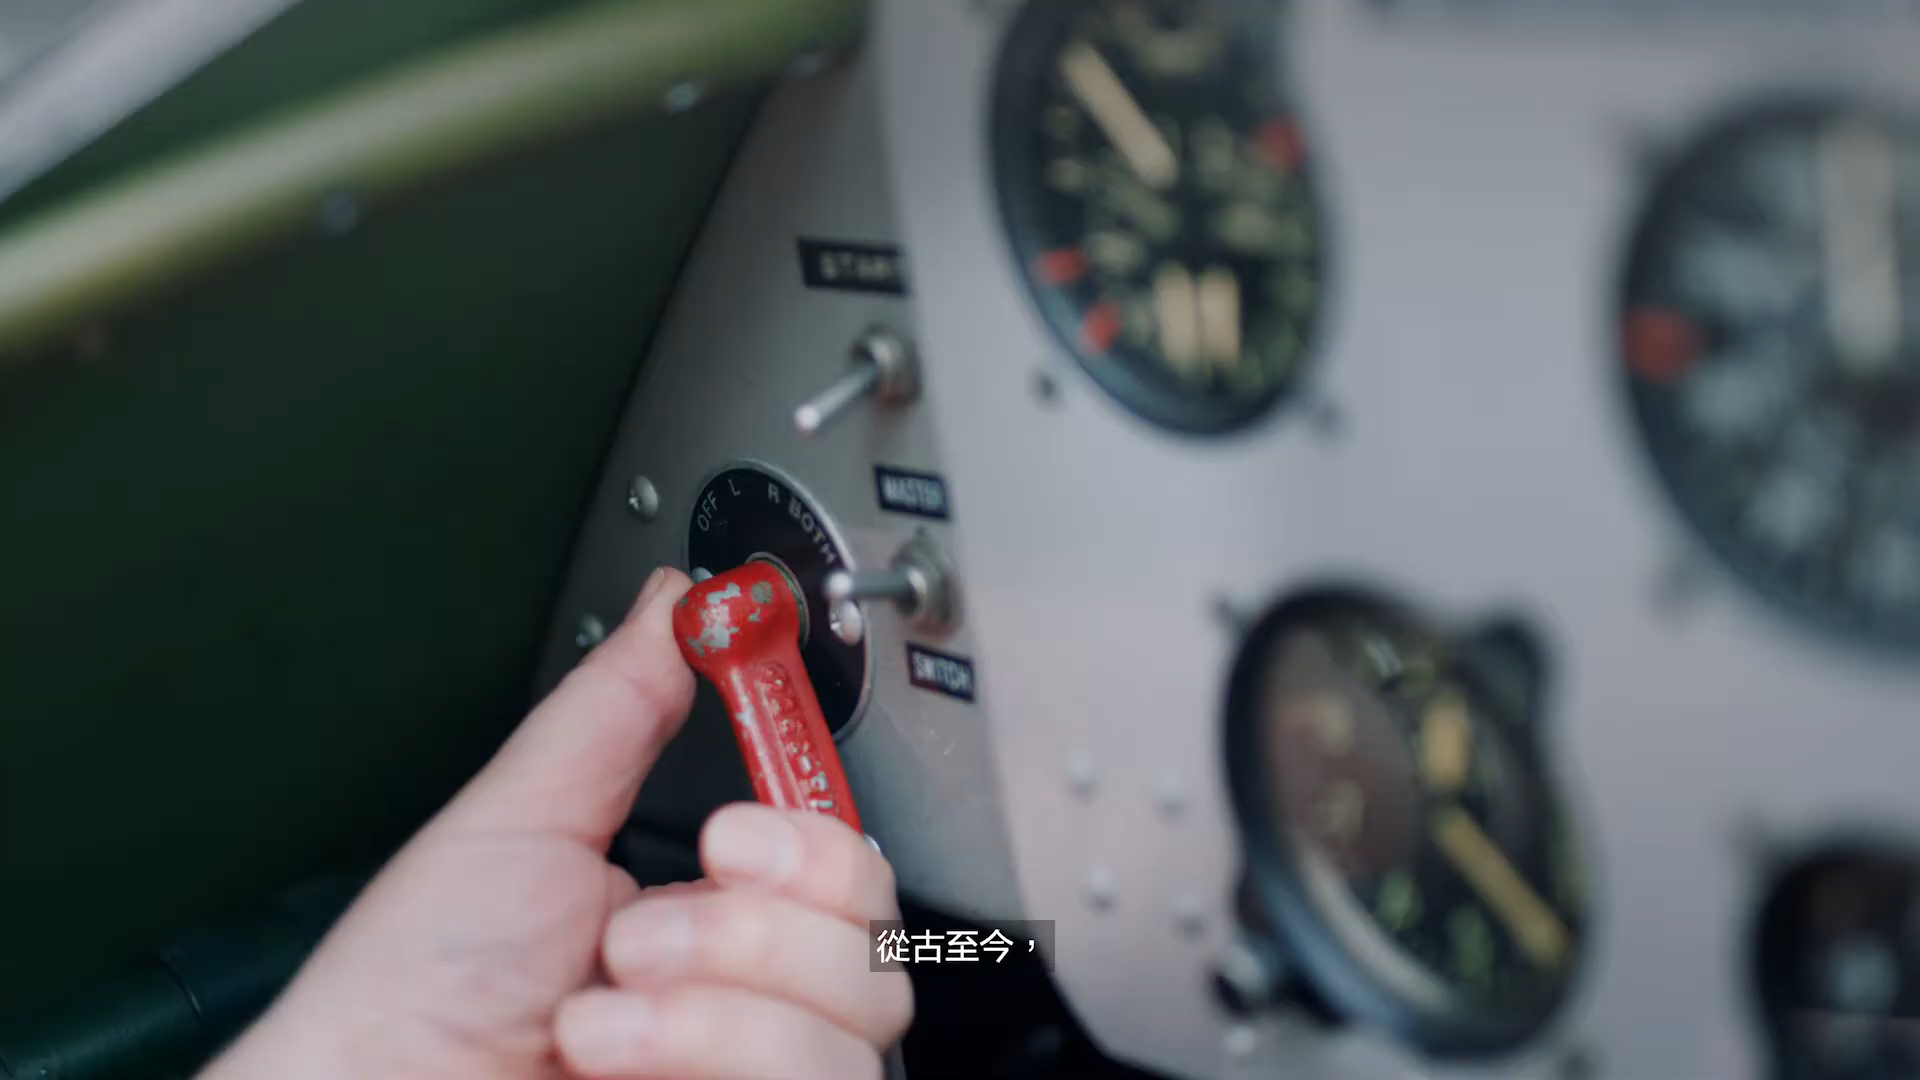 START
OFF L R BOTH
MASTER
SWITCH
從古至今，